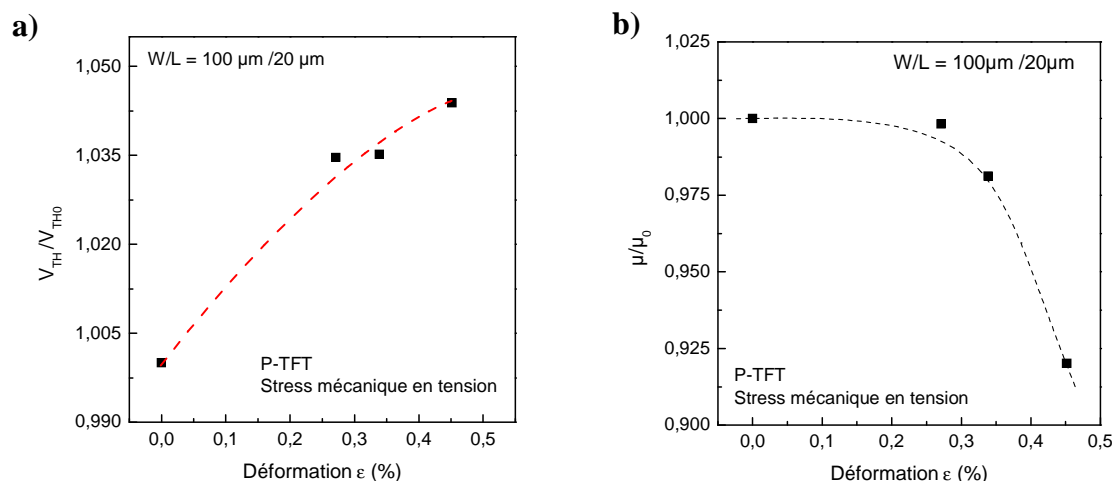 a)
W/L = 100 µm /20 µm
1,050
1,035
1,020
1,005
0,990
V_TH /V_TH0
P-TFT
Stress mécanique en tension
0,0 0,1 0,2 0,3 0,4 0,5
Déformation ε (%)
b)
W/L = 100µm /20µm
1,025
1,000
0,975
0,950
0,925
0,900
µ/µ_0
P-TFT
Stress mécanique en tension
0,0 0,1 0,2 0,3 0,4 0,5
Déformation ε (%)